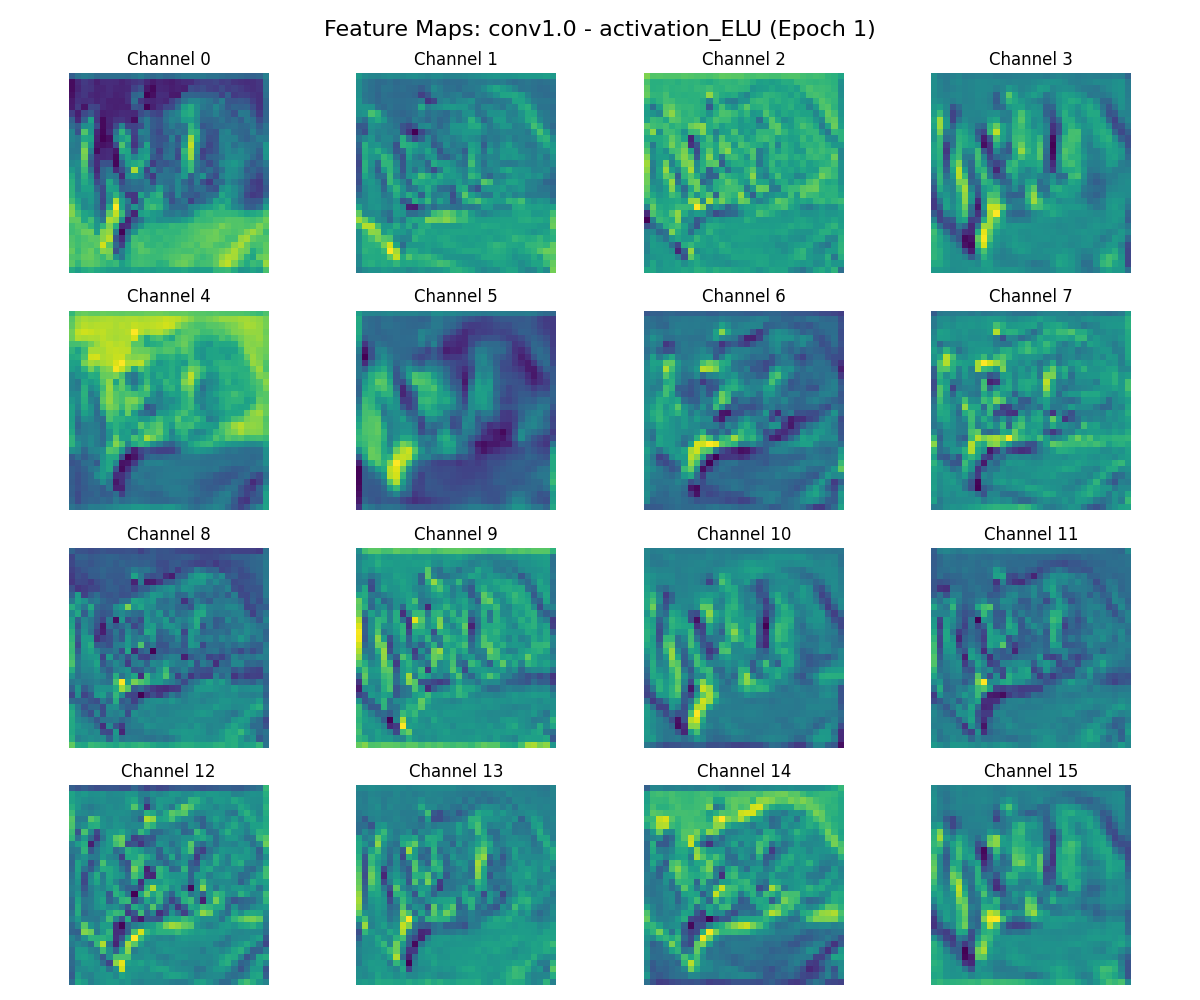 Feature Maps: conv1.0 - activation_ELU (Epoch 1)
Channel 0
Channel 1
Channel 2
Channel 3
Channel 4
Channel 5
Channel 6
Channel 7
Channel 8
Channel 9
Channel 10
Channel 11
Channel 12
Channel 13
Channel 14
Channel 15